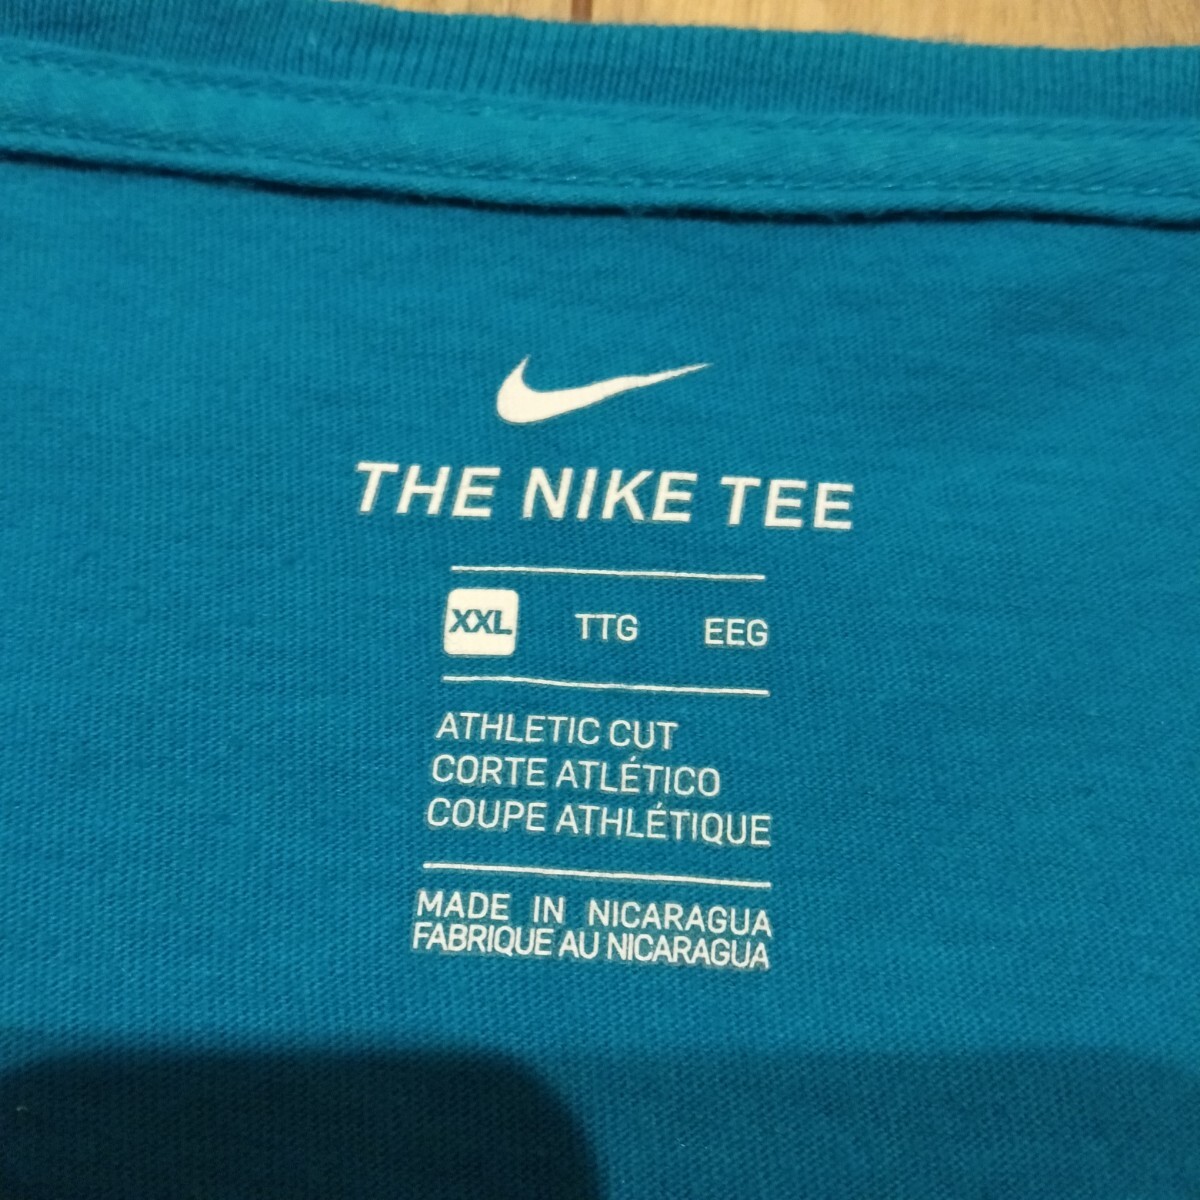 THE NIKE TEE
XXL TTG EEG
ATHLETIC CUT
CORTE ATLÉTICO
COUPE ATHLÉTIQUE
MADE IN NICARAGUA
FABRIQUE AU NICARAGUA